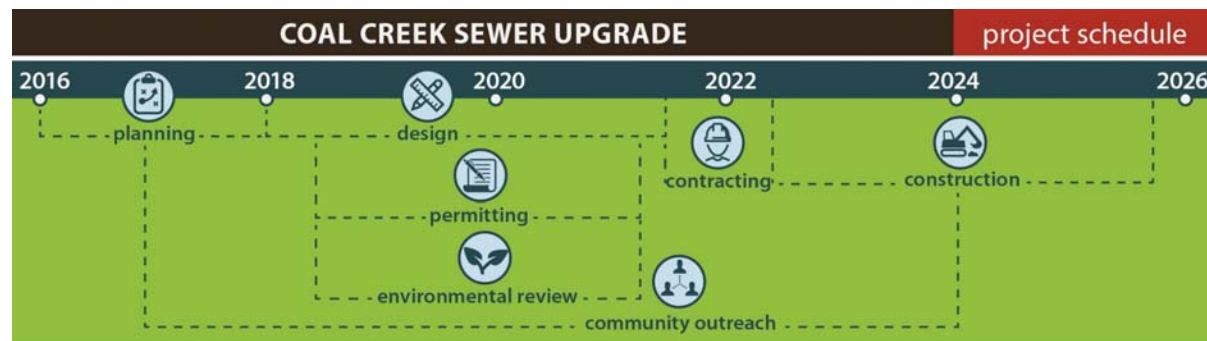 COAL CREEK SEWER UPGRADE project schedule
2016 2018 2020 2022 2024 2026
planning design
contracting construction
permitting
environmental review
community outreach